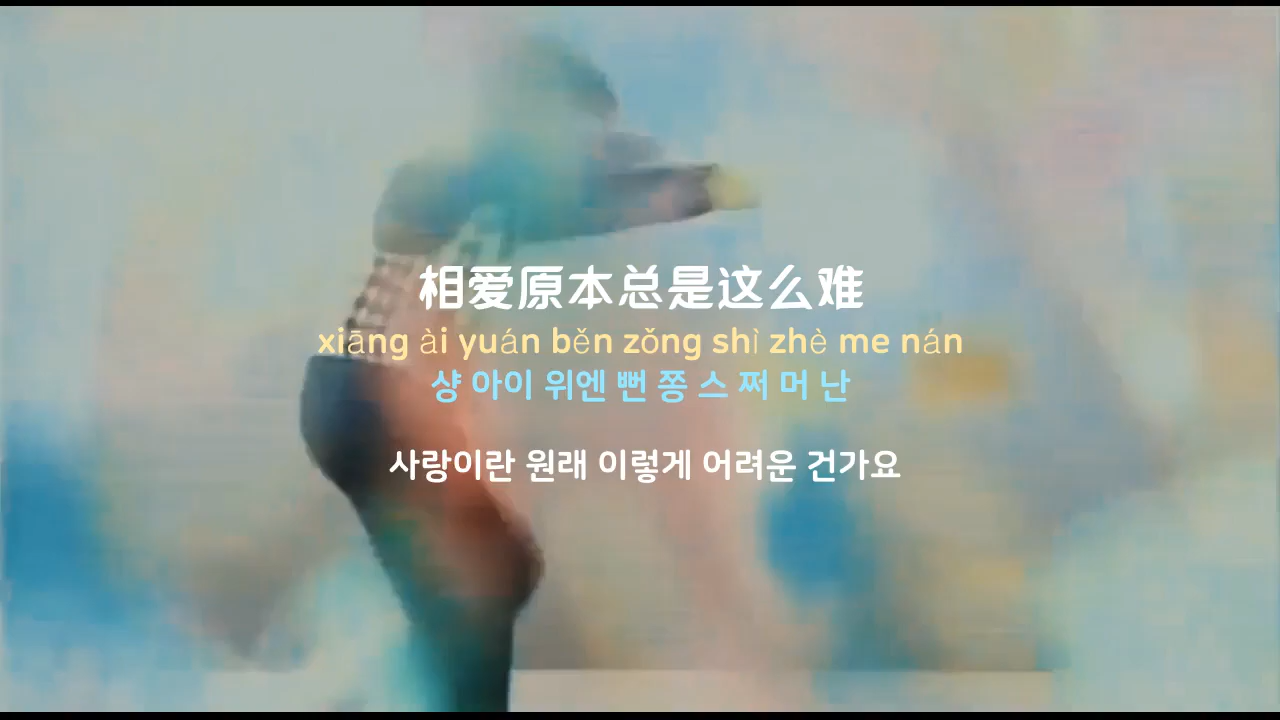 相爱原本总是这么难
xiāng ài yuán běn zǒng shì zhè me nán
샹 아이 위엔 뻔 쫑 스 쩌 머 난
사랑이란 원래 이렇게 어려운 건가요